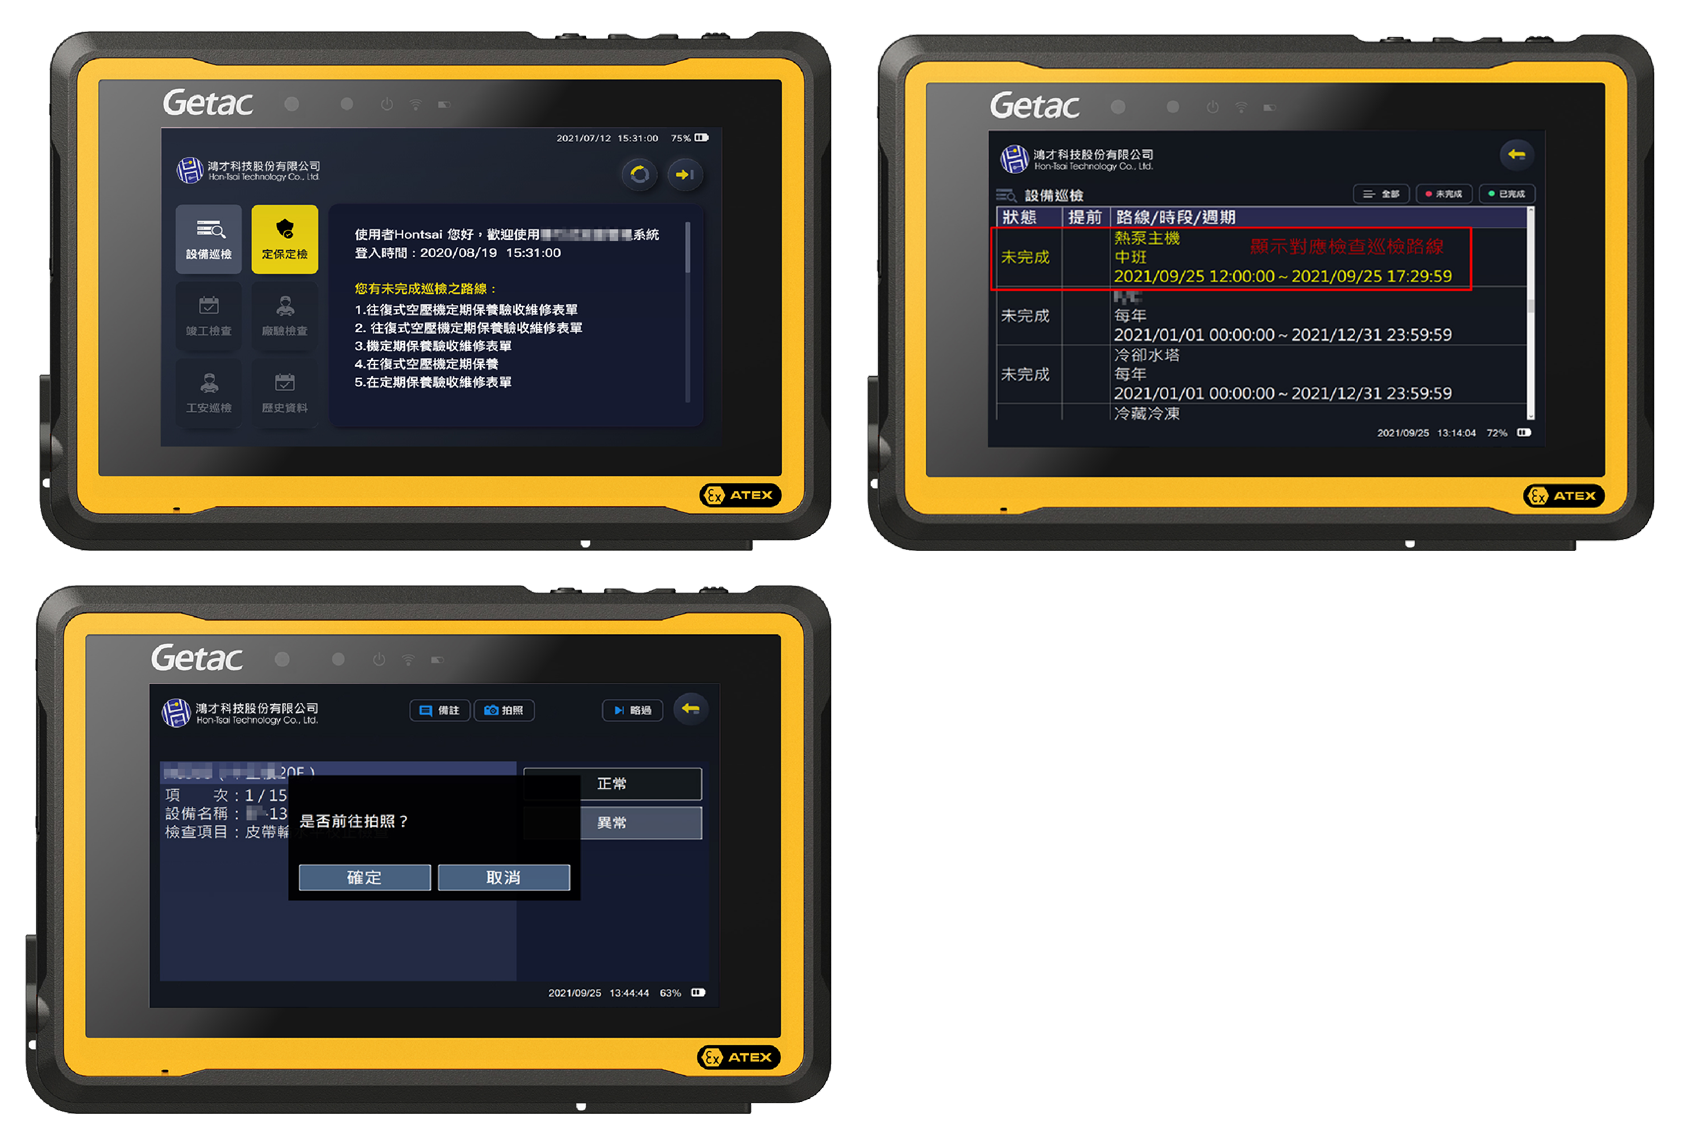 Getac
2021/07/12 15:31:00 75%
鴻才科技股份有限公司
Hon-Tsai Technology Co., Ltd.
設備巡檢
定保定檢
竣工檢查
廠驗檢查
工安巡檢
歷史資料
使用者Hontsai 您好，歡迎使用 系統
登入時間：2020/08/19 15:31:00
您有未完成巡檢之路線：
1.往復式空壓機定期保養驗收維修表單
2. 往復式空壓機定期保養驗收維修表單
3.機定期保養驗收維修表單
4.在復式空壓機定期保養
5.在定期保養驗收維修表單
Ex ATEX
Getac
鴻才科技股份有限公司
Hon-Tsai Technology Co., Ltd.
設備巡檢
全部
未完成
已完成
狀態 提前 路線/時段/週期
未完成
熱泵主機
中班
2021/09/25 12:00:00～2021/09/25 17:29:59
顯示對應檢查巡檢路線
未完成
每年
2021/01/01 00:00:00～2021/12/31 23:59:59
未完成
冷卻水塔
每年
2021/01/01 00:00:00～2021/12/31 23:59:59
冷藏冷凍
2021/09/25 13:14:04 72%
Ex ATEX
Getac
鴻才科技股份有限公司
Hon-Tsai Technology Co., Ltd.
備註
拍照
略過
20F)
項 次：1/15
設備名稱： -13
檢查項目：皮帶輪
正常
異常
是否前往拍照？
確定
取消
2021/09/25 13:44:44 63%
Ex ATEX